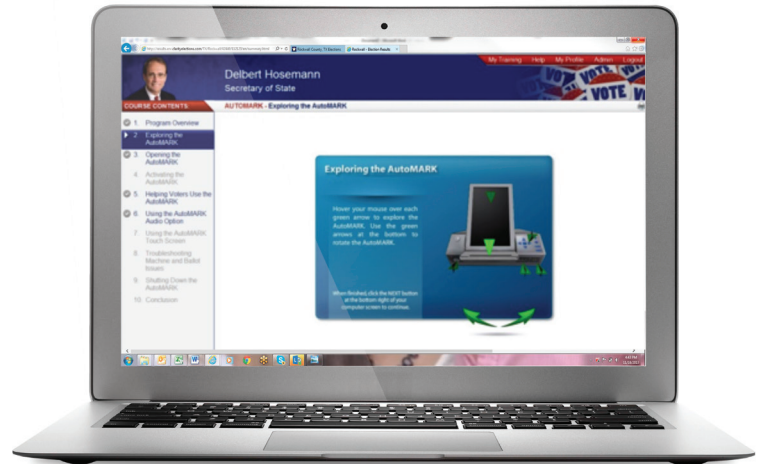 My Training Help My Profile Admin Logout
Delbert Hosemann
Secretary of State
VOTE VOTE
VOTE
COURSE CONTENTS:
AUTOMARK - Exploring the AutoMARK
1. Program Overview
2. Exploring the
AutoMARK
3. Opening the
AutoMARK
4. Activating the
AutoMARK
5. Helping Voters Use the
AutoMARK
6. Using the AutoMARK
Audio Option
7. Using the AutoMARK
Touch Screen
8. Troubleshooting
Machine and Ballot
Issues
9. Shutting Down the
AutoMARK
10. Conclusion
Exploring the AutoMARK
Hover your mouse over each
green arrow to explore the
AutoMARK. Use the green
arrows at the bottom to
rotate the AutoMARK.
When finished, click the NEXT button
at the bottom right of your
computer screen to continue.